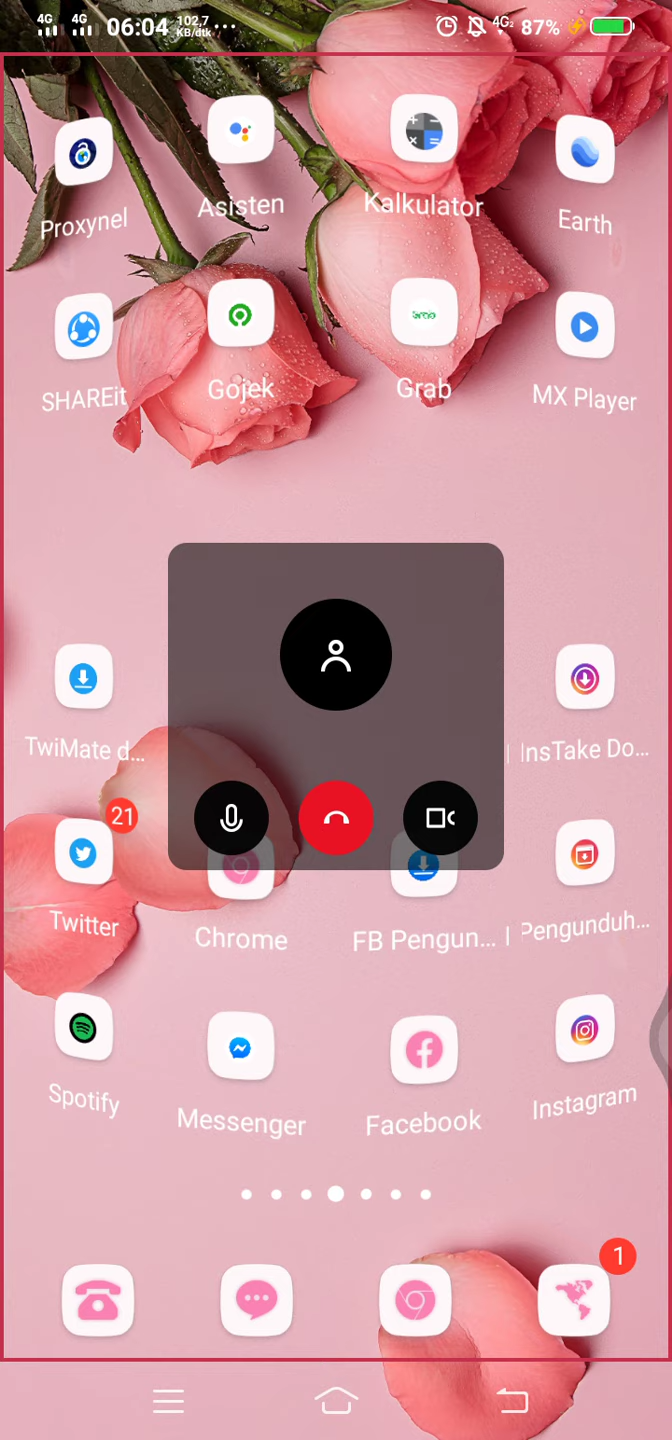 4G 4G 06:04 102,7 KB/dtk ... 4G2 87%
Proxynel Asisten Kalkulator Earth
SHAREit Gojek Grab MX Player
TwiMate d... InsTake Do...
21
Twitter Chrome FB Pengun... Pengunduh...
Spotify Messenger Facebook Instagram
1